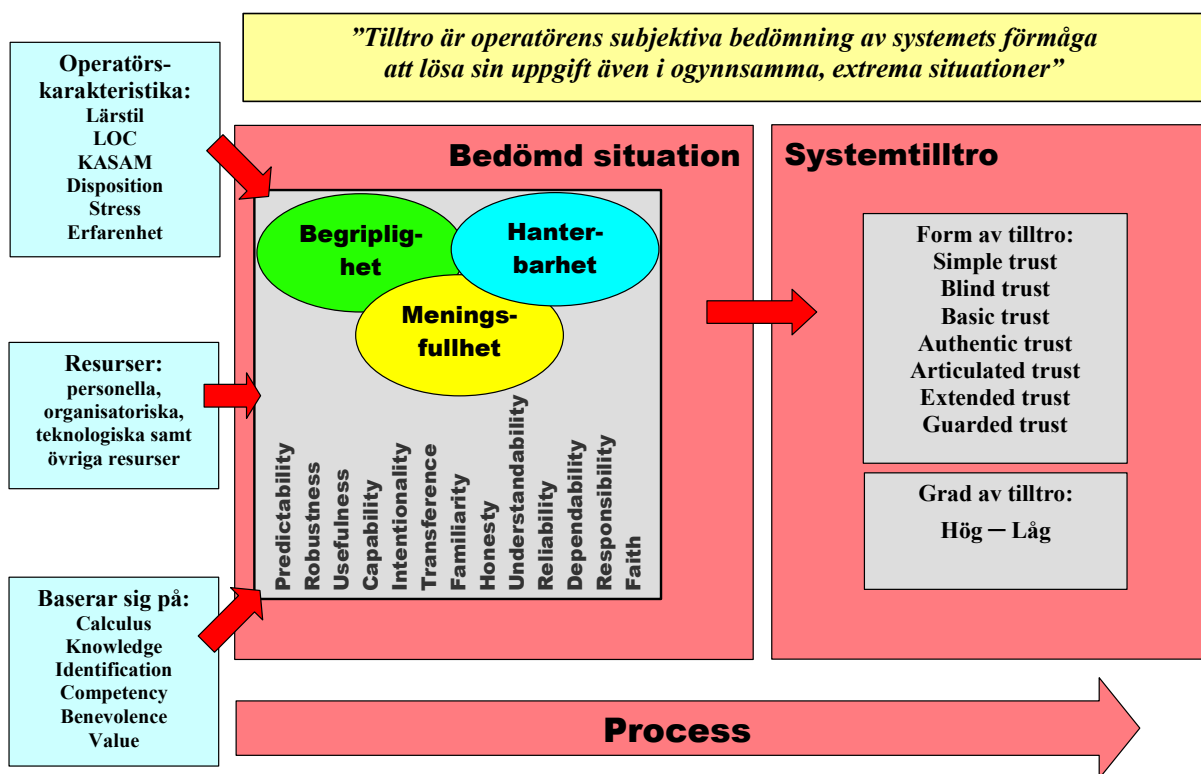 ”Tilltro är operatörens subjektiva bedömning av systemets förmåga
att lösa sin uppgift även i ogynnsamma, extrema situationer”
Operatörs-
karakteristika:
Lärstil
LOC
KASAM
Disposition
Stress
Erfarenhet
Resurser:
personella,
organisatoriska,
teknologiska samt
övriga resurser
Baserar sig på:
Calculus
Knowledge
Identification
Competency
Benevolence
Value
Bedömd situation
Begriplig-
het
Hanter-
barhet
Menings-
fullhet
Predictability
Robustness
Usefulness
Capability
Intentionality
Transference
Familiarity
Honesty
Understandability
Reliability
Dependability
Responsibility
Faith
Systemtilltro
Form av tilltro:
Simple trust
Blind trust
Basic trust
Authentic trust
Articulated trust
Extended trust
Guarded trust
Grad av tilltro:
Hög — Låg
Process